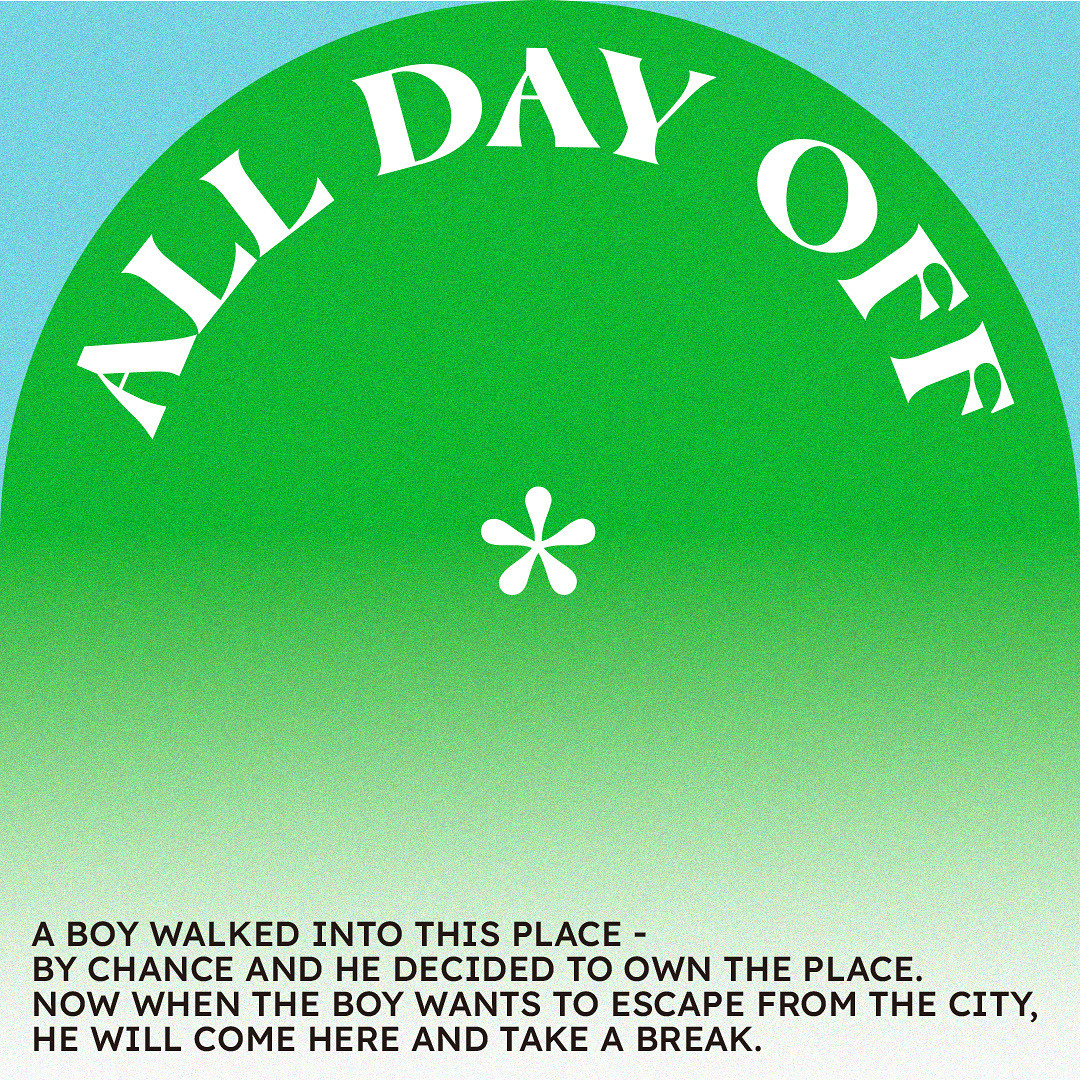 ALL DAY OFF
*
A BOY WALKED INTO THIS PLACE -
BY CHANCE AND HE DECIDED TO OWN THE PLACE.
NOW WHEN THE BOY WANTS TO ESCAPE FROM THE CITY,
HE WILL COME HERE AND TAKE A BREAK.